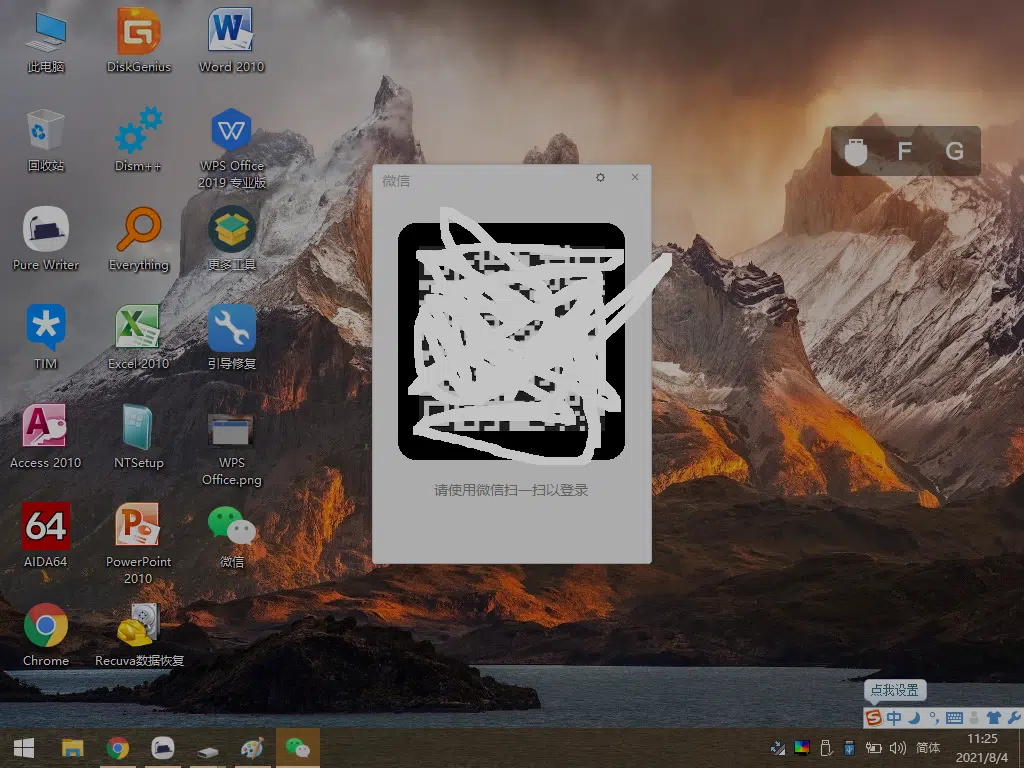 此电脑
DiskGenius
Word 2010
回收站
Dism++
WPS Office
2019 专业版
Pure Writer
Everything
更多工具
TIM
Excel 2010
引导修复
Access 2010
NTSetup
WPS
Office.png
64
AIDA64
PowerPoint
2010
微信
Chrome
Recuva数据恢复
微信
请使用微信扫一扫以登录
F G
点我设置
中
简体
11:25
2021/8/4